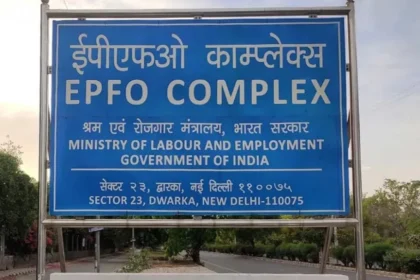 ईपीएफओ काम्प्लेक्स
EPFO COMPLEX
श्रम एवं रोजगार मंत्रालय, भारत सरकार
MINISTRY OF LABOUR AND EMPLOYMENT
GOVERNMENT OF INDIA
सेक्टर २३, द्वारका, नई दिल्ली ११००७५
SECTOR 23, DWARKA, NEW DELHI-110075